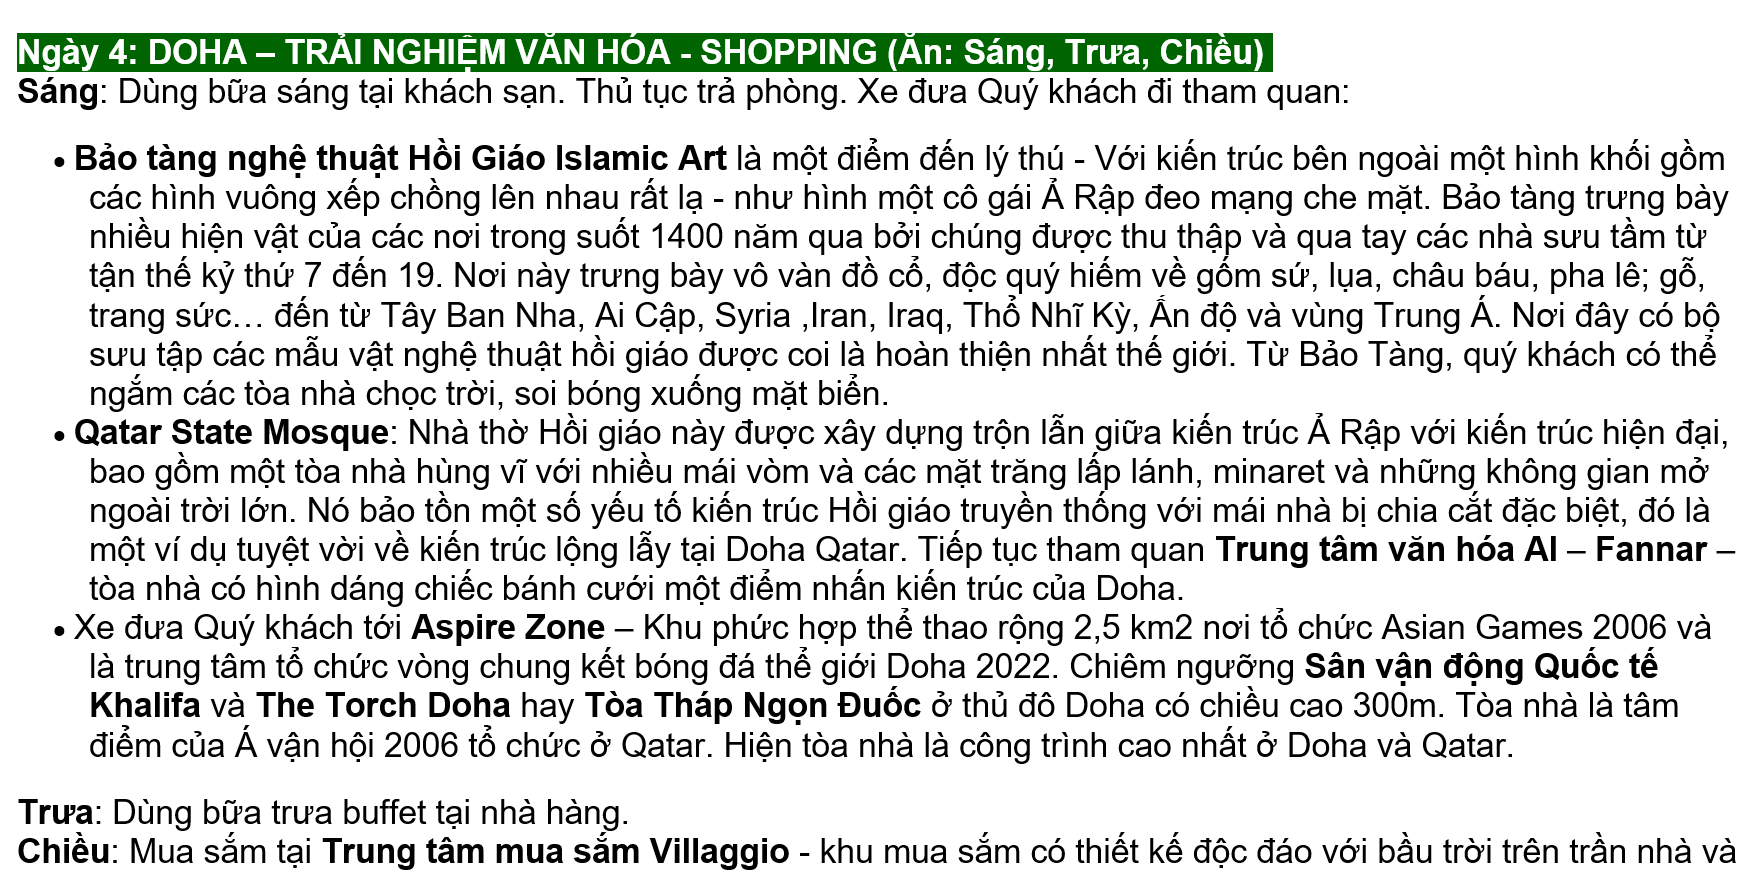 Ngày 4: DOHA – TRẢI NGHIỆM VĂN HÓA - SHOPPING (Ăn: Sáng, Trưa, Chiều)
Sáng: Dùng bữa sáng tại khách sạn. Thủ tục trả phòng. Xe đưa Quý khách đi tham quan:
• Bảo tàng nghệ thuật Hồi Giáo Islamic Art là một điểm đến lý thú - Với kiến trúc bên ngoài một hình khối gồm
các hình vuông xếp chồng lên nhau rất lạ - như hình một cô gái Ả Rập đeo mạng che mặt. Bảo tàng trưng bày
nhiều hiện vật của các nơi trong suốt 1400 năm qua bởi chúng được thu thập và qua tay các nhà sưu tầm từ
tận thế kỷ thứ 7 đến 19. Nơi này trưng bày vô vàn đồ cổ, độc quý hiếm về gốm sứ, lụa, châu báu, pha lê; gỗ,
trang sức… đến từ Tây Ban Nha, Ai Cập, Syria ,Iran, Iraq, Thổ Nhĩ Kỳ, Ấn độ và vùng Trung Á. Nơi đây có bộ
sưu tập các mẫu vật nghệ thuật hồi giáo được coi là hoàn thiện nhất thế giới. Từ Bảo Tàng, quý khách có thể
ngắm các tòa nhà chọc trời, soi bóng xuống mặt biển.
• Qatar State Mosque: Nhà thờ Hồi giáo này được xây dựng trộn lẫn giữa kiến trúc Ả Rập với kiến trúc hiện đại,
bao gồm một tòa nhà hùng vĩ với nhiều mái vòm và các mặt trăng lấp lánh, minaret và những không gian mở
ngoài trời lớn. Nó bảo tồn một số yếu tố kiến trúc Hồi giáo truyền thống với mái nhà bị chia cắt đặc biệt, đó là
một ví dụ tuyệt vời về kiến trúc lộng lẫy tại Doha Qatar. Tiếp tục tham quan Trung tâm văn hóa Al – Fannar –
tòa nhà có hình dáng chiếc bánh cưới một điểm nhấn kiến trúc của Doha.
• Xe đưa Quý khách tới Aspire Zone – Khu phức hợp thể thao rộng 2,5 km2 nơi tổ chức Asian Games 2006 và
là trung tâm tổ chức vòng chung kết bóng đá thế giới Doha 2022. Chiêm ngưỡng Sân vận động Quốc tế
Khalifa và The Torch Doha hay Tòa Tháp Ngọn Đuốc ở thủ đô Doha có chiều cao 300m. Tòa nhà là tâm
điểm của Á vận hội 2006 tổ chức ở Qatar. Hiện tòa nhà là công trình cao nhất ở Doha và Qatar.
Trưa: Dùng bữa trưa buffet tại nhà hàng.
Chiều: Mua sắm tại Trung tâm mua sắm Villaggio - khu mua sắm có thiết kế độc đáo với bầu trời trên trần nhà và